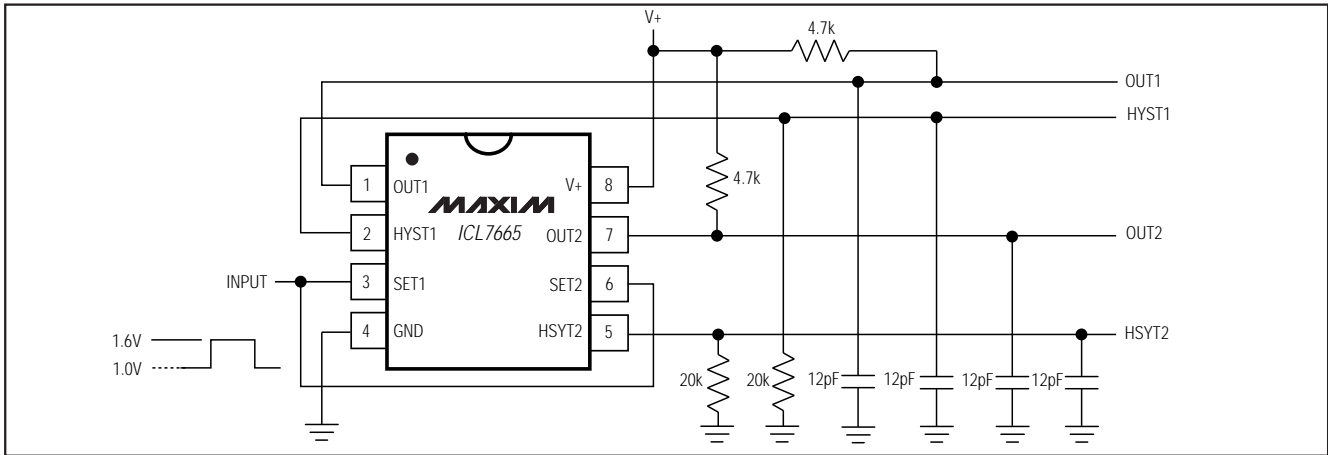 V+
4.7k
OUT1
HYST1
4.7k
1 OUT1
V+ 8
MAXIM
ICL7665
2 HYST1
OUT2 7
OUT2
INPUT
3 SET1
SET2 6
4 GND
HSYT2 5
HSYT2
1.6V
1.0V
20k
20k
12pF
12pF
12pF
12pF